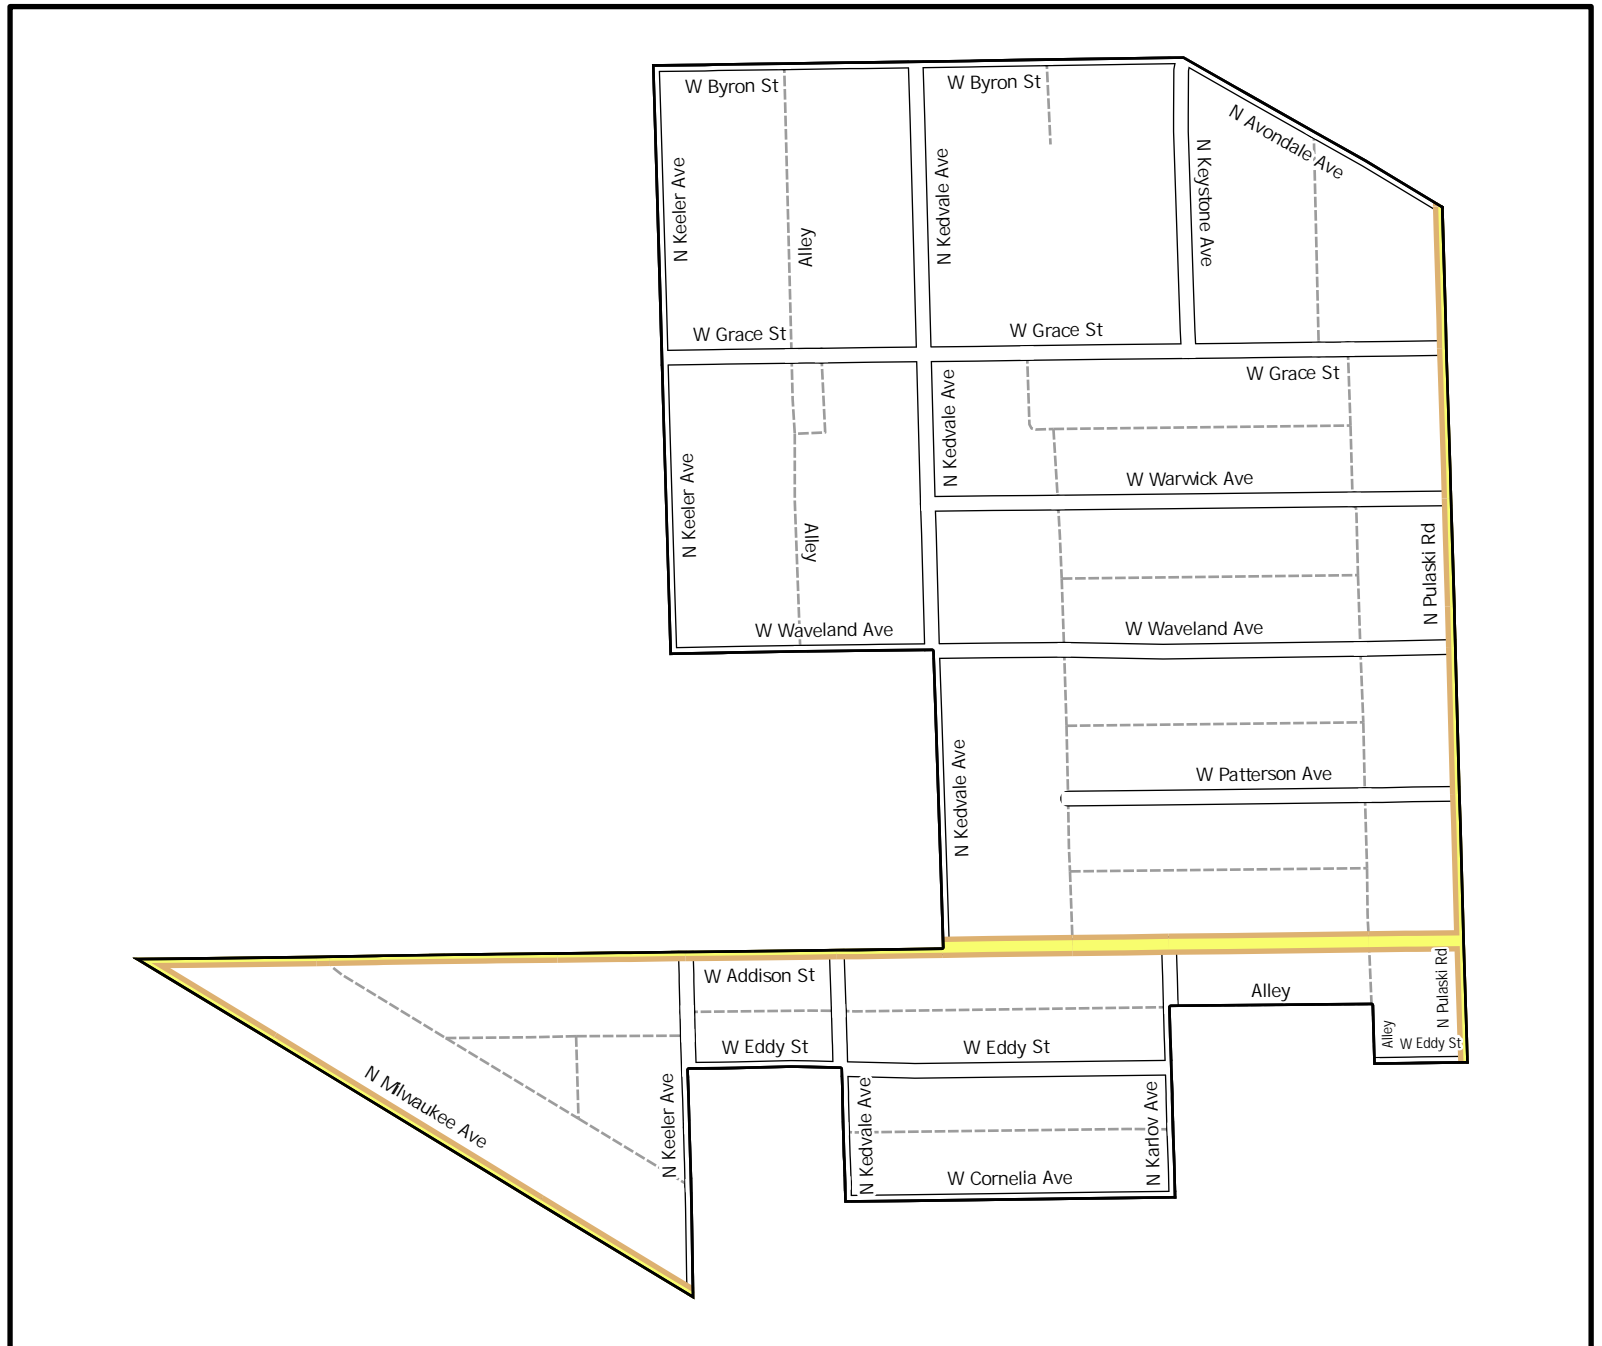 W Byron St
W Byron St
N Avondale Ave
N Keeler Ave
Alley
N Kedvale Ave
N Keystone Ave
W Grace St
W Grace St
W Grace St
N Kedvale Ave
N Keeler Ave
Alley
W Warwick Ave
N Pulaski Rd
W Waveland Ave
W Waveland Ave
N Kedvale Ave
W Patterson Ave
W Addison St
Alley
N Pulaski Rd
Alley
W Eddy St
W Eddy St
W Eddy St
N Milwaukee Ave
N Keeler Ave
N Kedvale Ave
N Karlov Ave
W Cornelia Ave